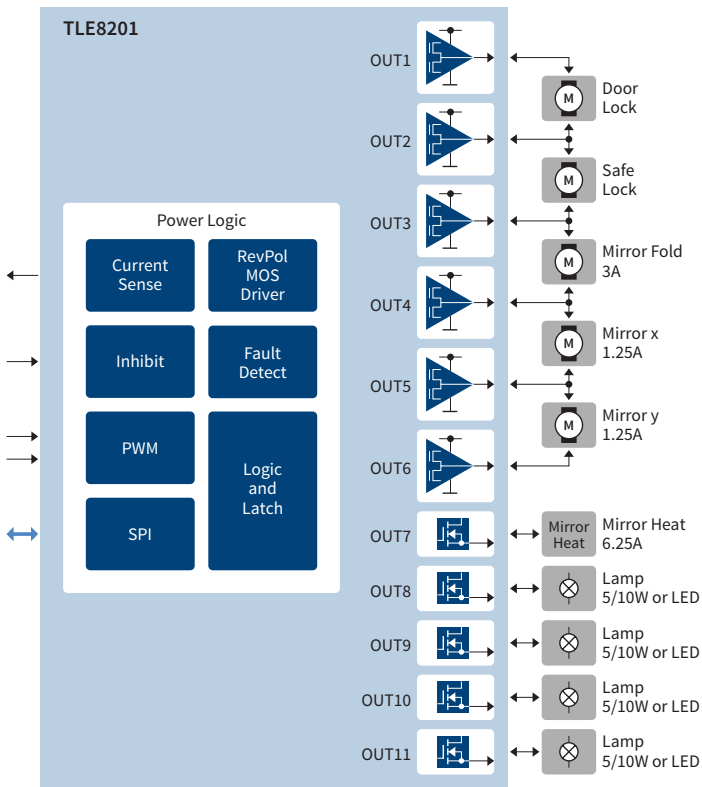 TLE8201
Power Logic
Current
Sense
RevPol
MOS
Driver
Inhibit
Fault
Detect
PWM
Logic
and
Latch
SPI
OUT1
OUT2
OUT3
OUT4
OUT5
OUT6
OUT7
OUT8
OUT9
OUT10
OUT11
M
Door
Lock
M
Safe
Lock
M
Mirror Fold
3A
M
Mirror x
1.25A
M
Mirror y
1.25A
Mirror
Heat
Mirror Heat
6.25A
Lamp
5/10W or LED
Lamp
5/10W or LED
Lamp
5/10W or LED
Lamp
5/10W or LED